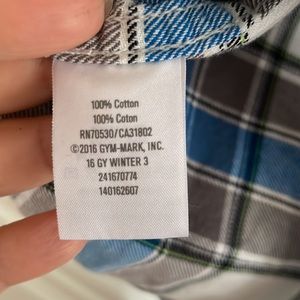 100% Cotton
100% Coton
RN70530/CA31802
©2016 GYM-MARK, INC.
16 GY WINTER 3
241670774
140162607